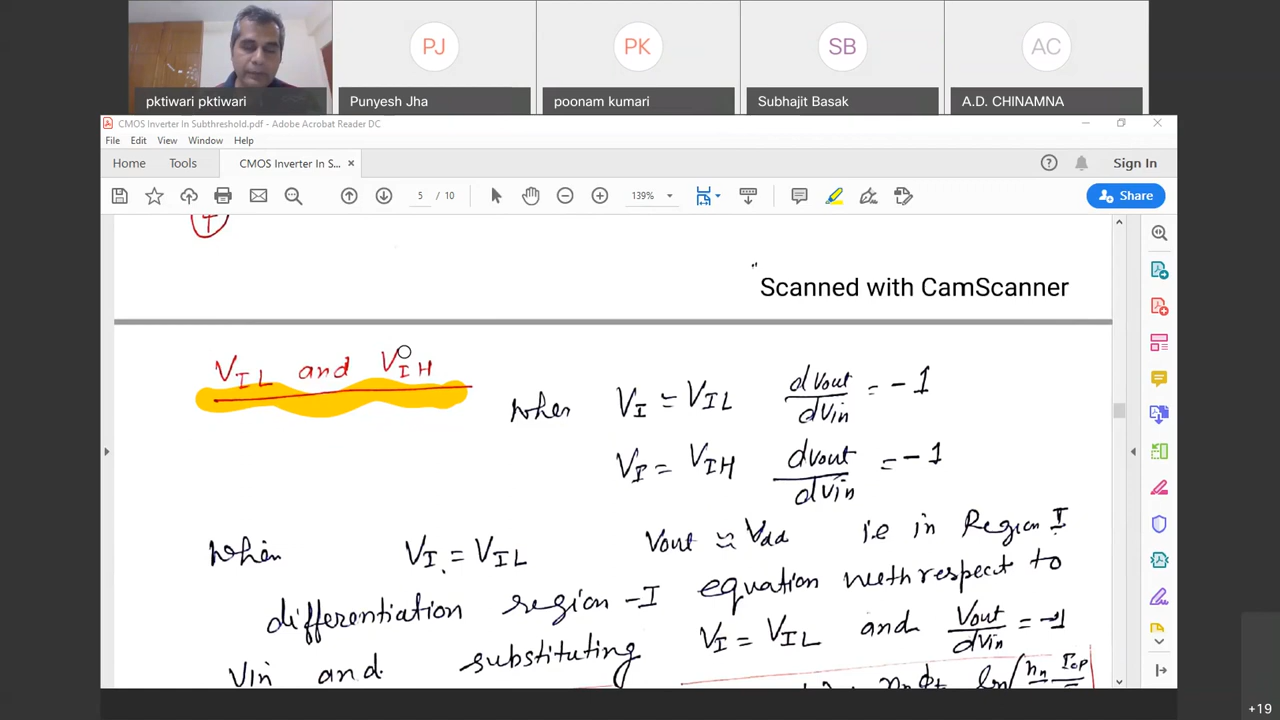 PJ
PK
SB
AC
pktiwari pktiwari
Punyesh Jha
poonam kumari
Subhajit Basak
A.D. CHINAMNA
CMOS Inverter In Subthreshold.pdf - Adobe Acrobat Reader DC
File Edit View Window Help
Home Tools CMOS Inverter In S... × Sign In
5 / 10 139% Share
Scanned with CamScanner
VIL and VIH
when VI = VIL dVout/dVin = -1
VI = VIH dVout/dVin = -1
when VI = VIL Vout ≈ Vdd i.e in Region I
differentiation region -I equation with respect to
Vin and substituting VI = VIL and Vout/dVin = -1
+19